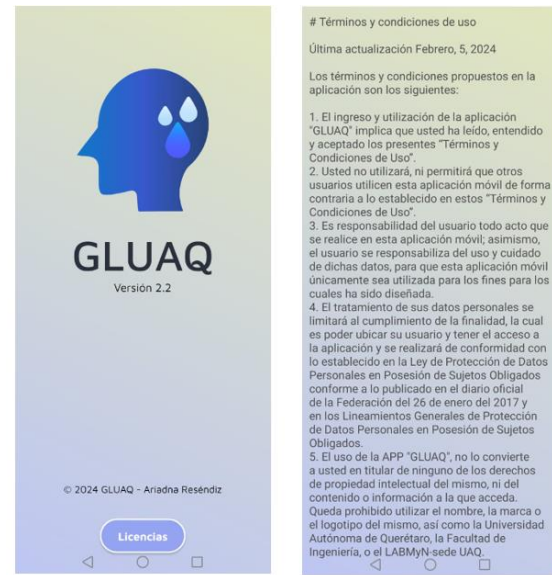 GLUAQ
Versión 2.2
© 2024 GLUAQ - Ariadna Reséndiz
Licencias
# Términos y condiciones de uso
Última actualización Febrero, 5, 2024
Los términos y condiciones propuestos en la
aplicación son los siguientes:
1. El ingreso y utilización de la aplicación
"GLUAQ" implica que usted ha leído, entendido
y aceptado los presentes “Términos y
Condiciones de Uso”.
2. Usted no utilizará, ni permitirá que otros
usuarios utilicen esta aplicación móvil de forma
contraria a lo establecido en estos “Términos y
Condiciones de Uso”.
3. Es responsabilidad del usuario todo acto que
se realice en esta aplicación móvil; asimismo,
el usuario se responsabiliza del uso y cuidado
de dichas datos, para que esta aplicación móvil
únicamente sea utilizada para los fines para los
cuales ha sido diseñada.
4. El tratamiento de sus datos personales se
limitará al cumplimiento de la finalidad, la cual
es poder ubicar su usuario y tener el acceso a
la aplicación y se realizará de conformidad con
lo establecido en la Ley de Protección de Datos
Personales en Posesión de Sujetos Obligados
conforme a lo publicado en el diario oficial
de la Federación del 26 de enero del 2017 y
en los Lineamientos Generales de Protección
de Datos Personales en Posesión de Sujetos
Obligados.
5. El uso de la APP "GLUAQ", no lo convierte
a usted en titular de ninguno de los derechos
de propiedad intelectual del mismo, ni del
contenido o información a la que acceda.
Queda prohibido utilizar el nombre, la marca o
el logotipo del mismo, así como la Universidad
Autónoma de Querétaro, la Facultad de
Ingeniería, o el LABMyN-sede UAQ.